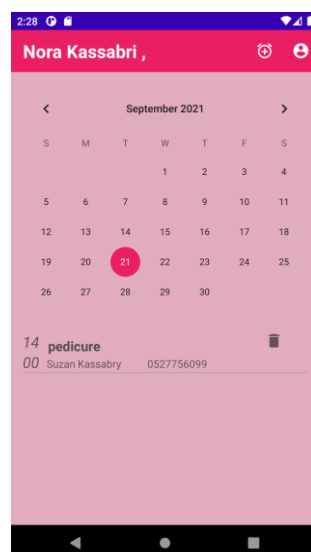 2:28
Nora Kassabri ,
September 2021
S M T W T F S
1 2 3 4
5 6 7 8 9 10 11
12 13 14 15 16 17 18
19 20 21 22 23 24 25
26 27 28 29 30
14 pedicure
00 Suzan Kassabry 0527756099